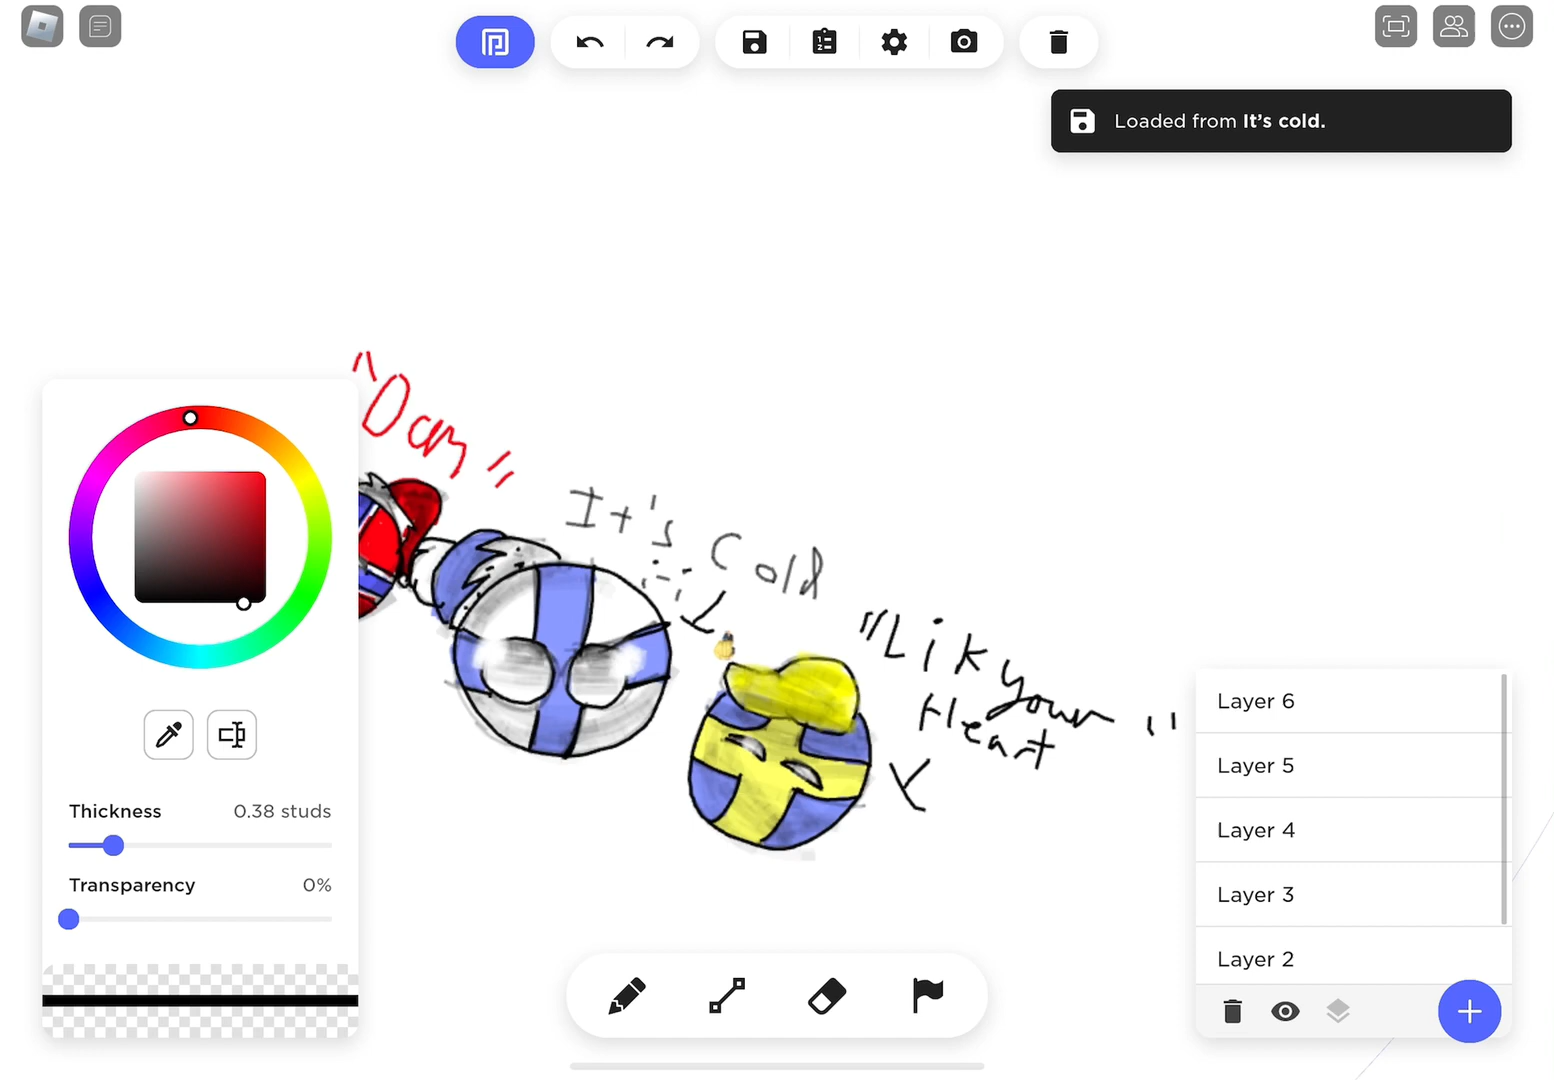 Loaded from It's cold.
"Dam"
It's Cold
"Lik your
Heart "
Thickness 0.38 studs
Transparency 0%
Layer 6
Layer 5
Layer 4
Layer 3
Layer 2